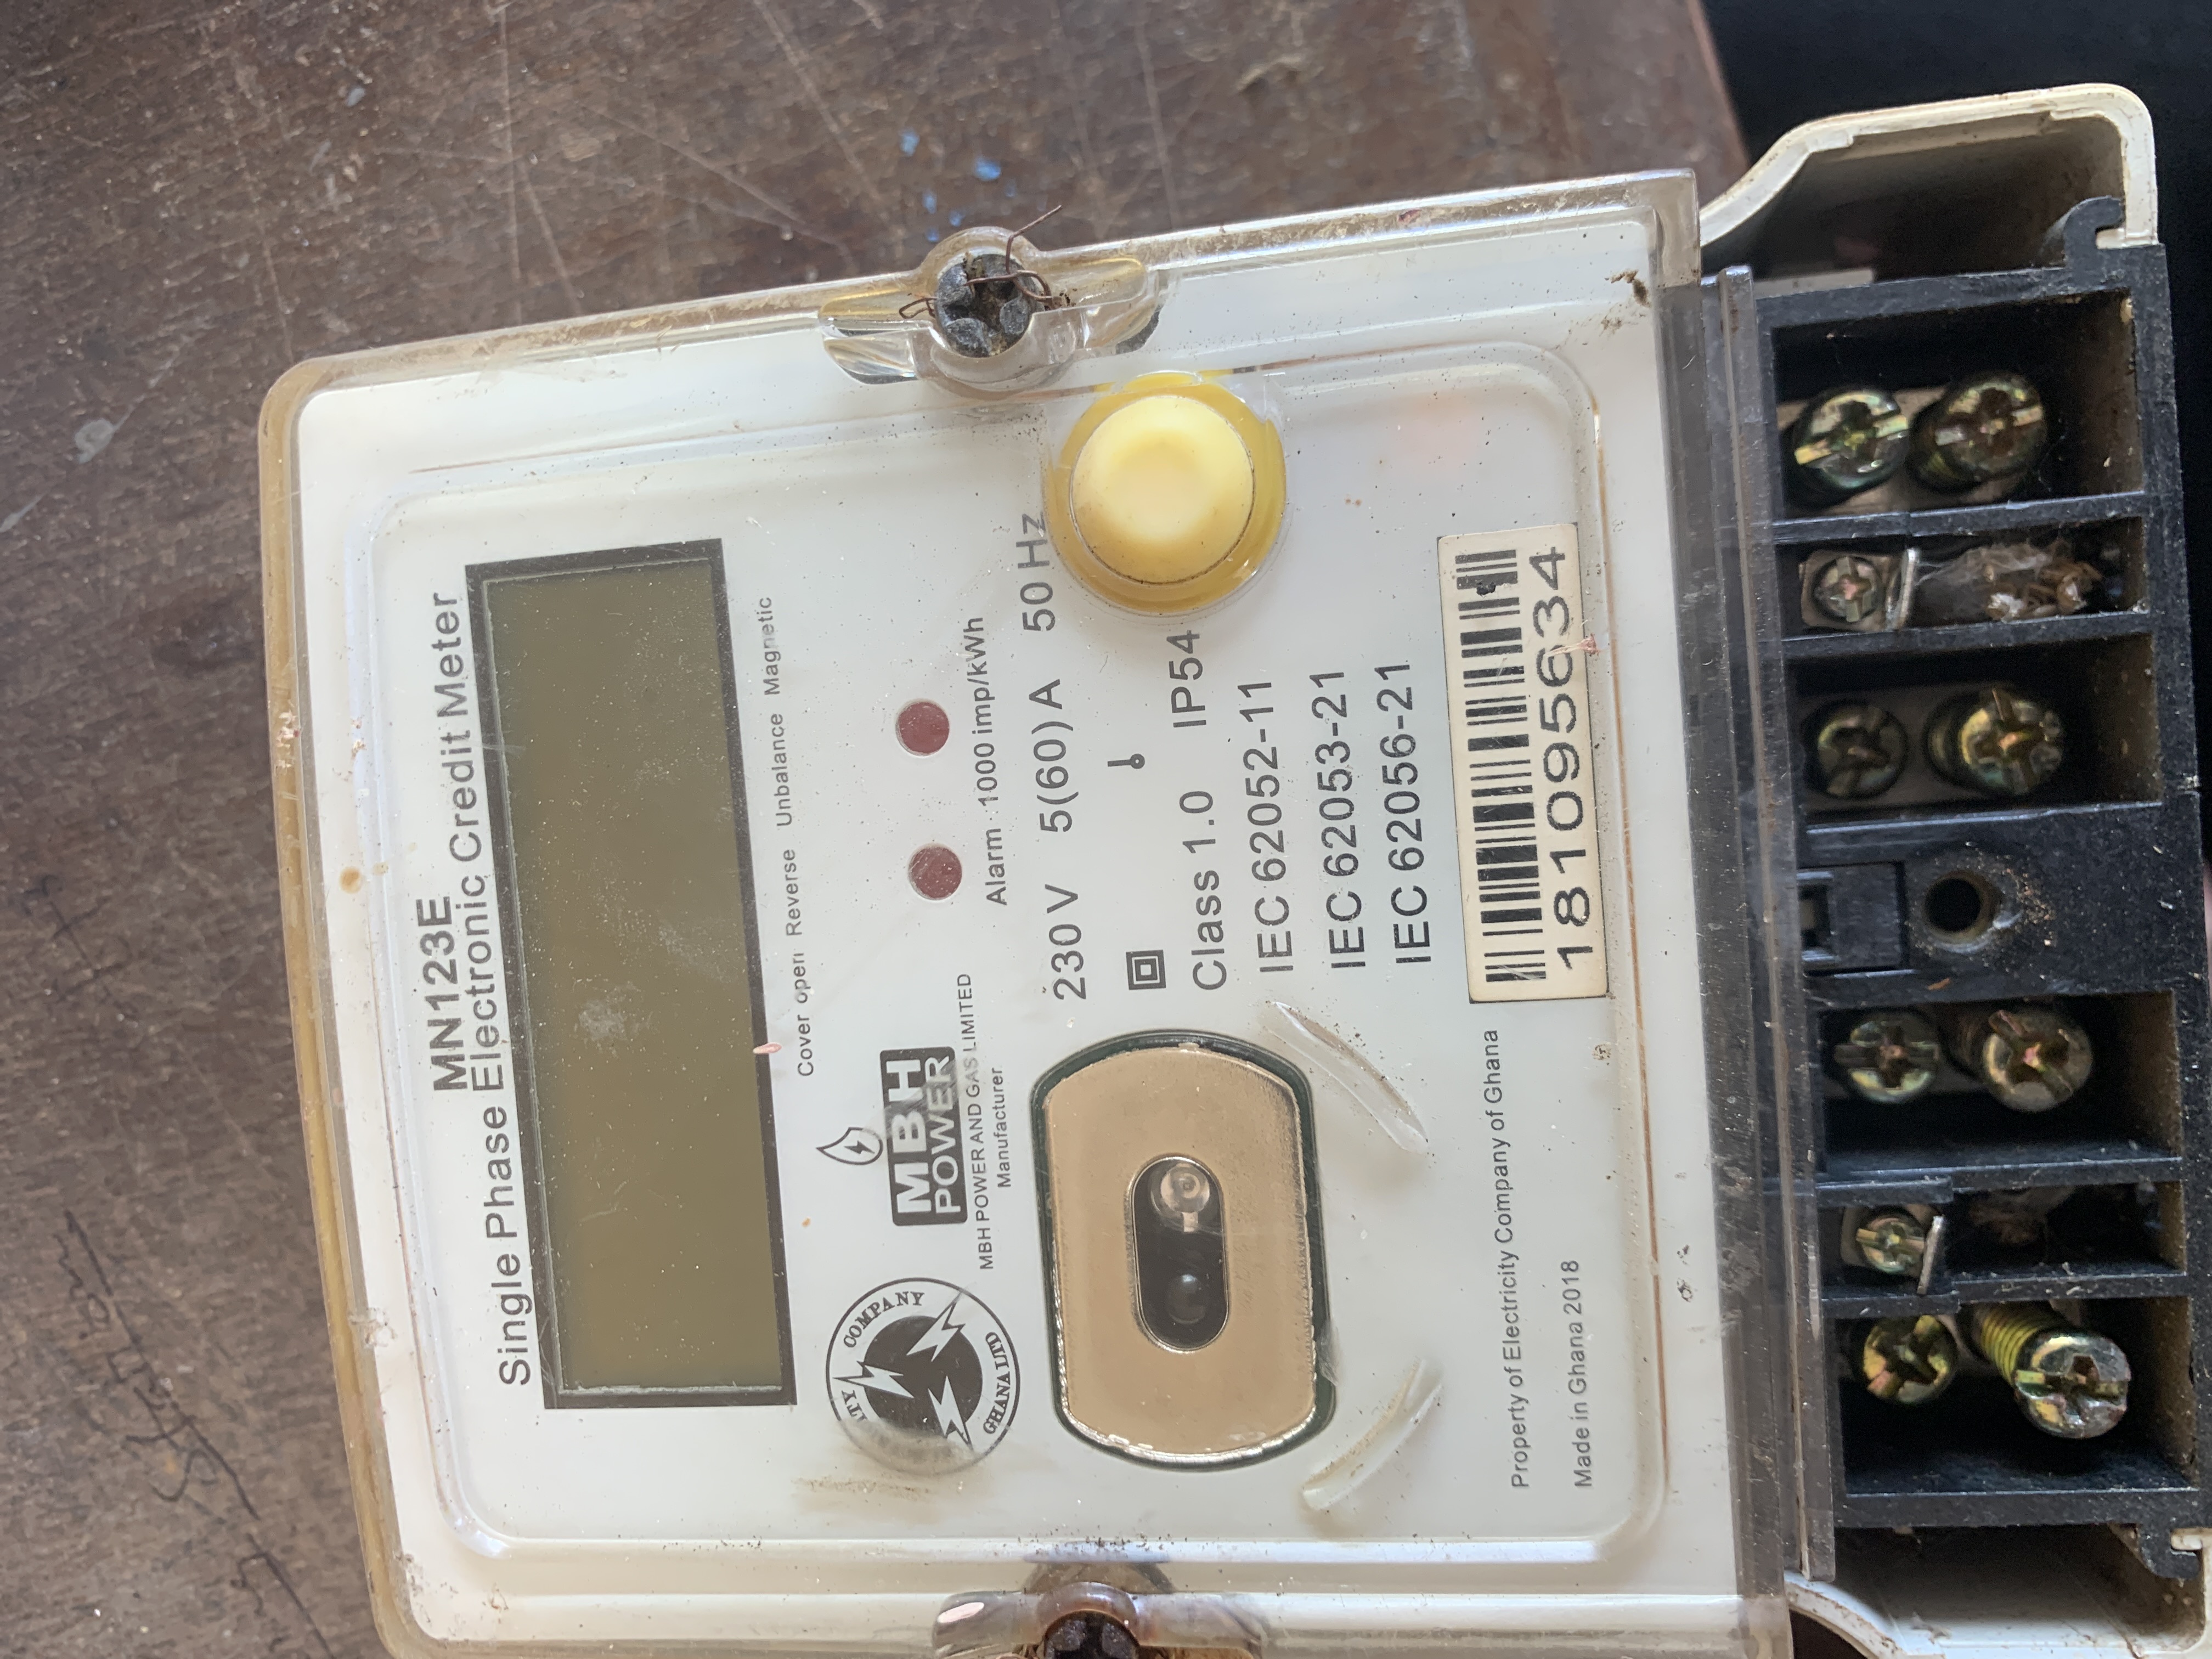 Station
MN123E
Single Phase Electronic Credit Meter
Cover open Reverse Unbalance Magnetic
COMPANY
GHANA LTD
MBH
POWER
MBH POWER AND GAS LIMITED
Manufacturer
Alarm 1000 imp/kWh
230 V 5(60) A 50 Hz
Class 1.0 IP54
IEC 62052-11
IEC 62053-21
IEC 62056-21
Property of Electricity Company of Ghana
Made in Ghana 2018
181095634